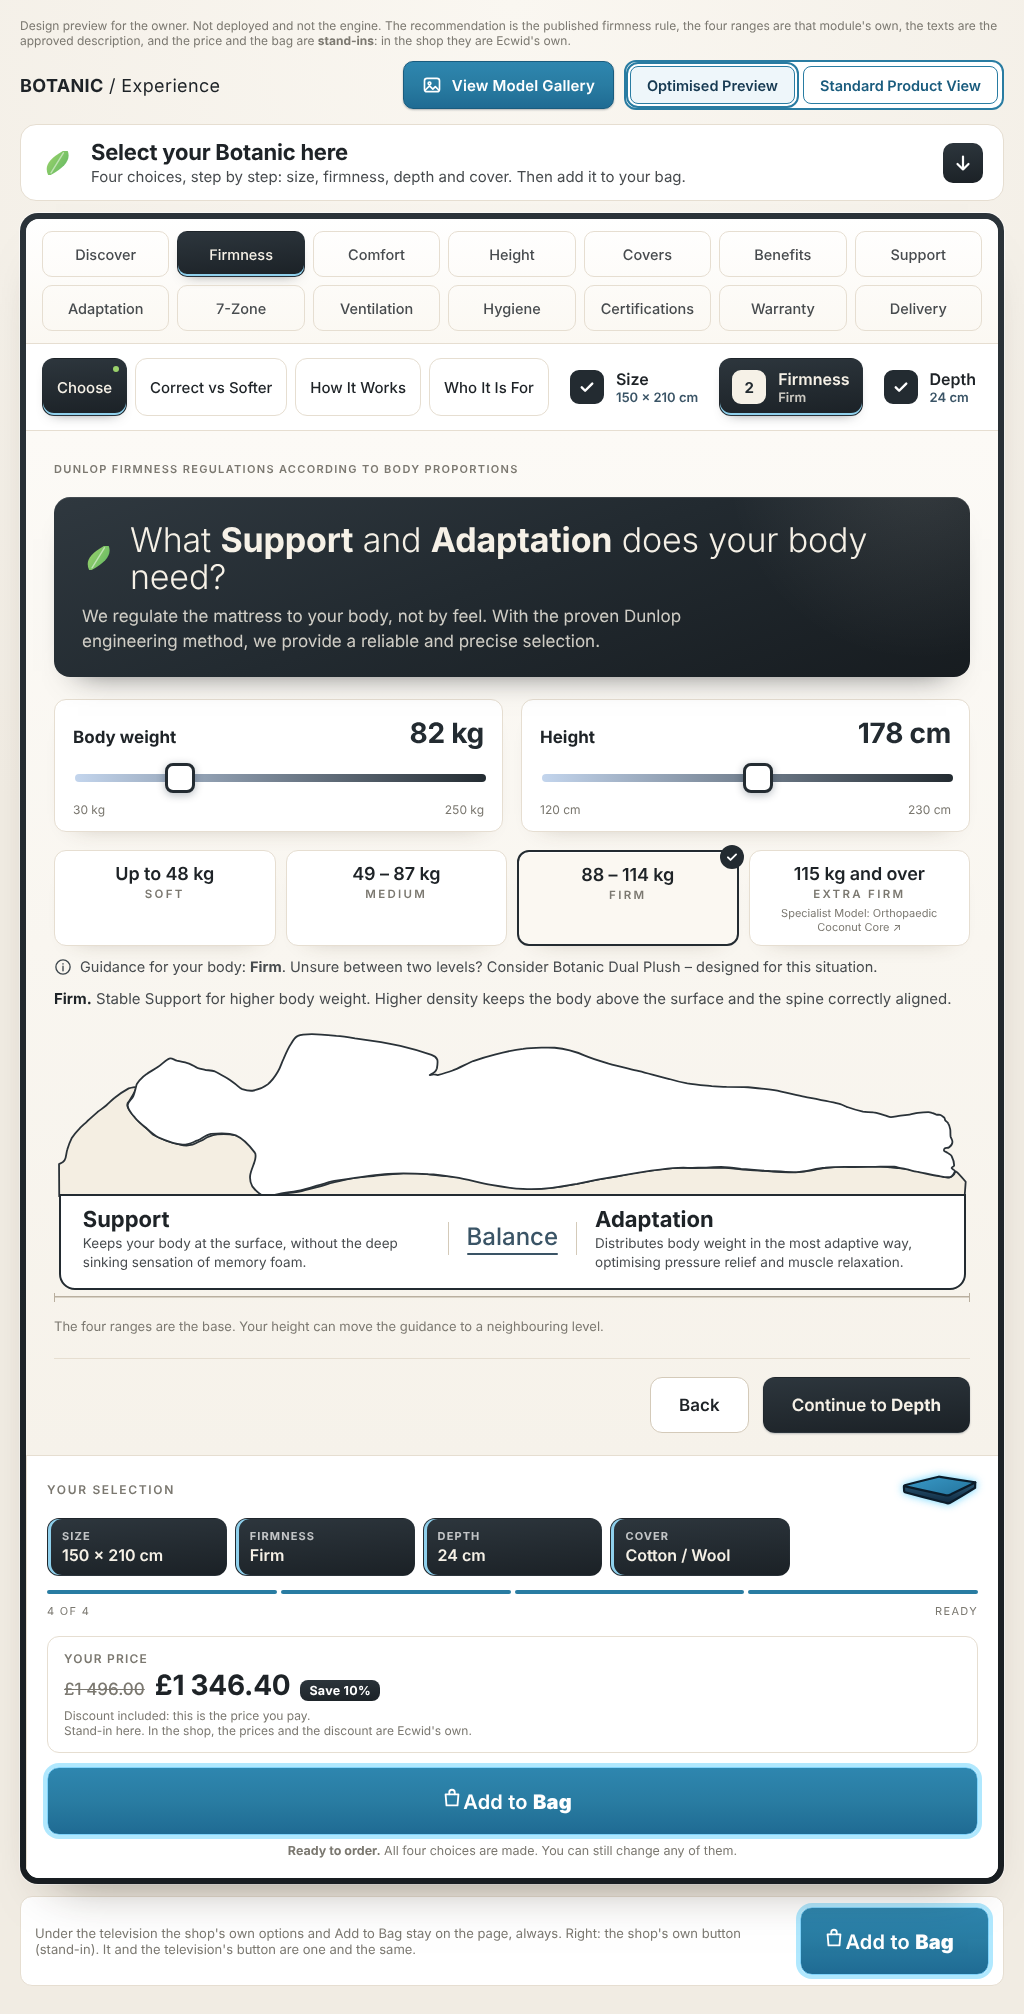 Design preview for the owner. Not deployed and not the engine. The recommendation is the published firmness rule, the four ranges are that module's own, the texts are the
approved description, and the price and the bag are stand-ins: in the shop they are Ecwid's own.
BOTANIC / Experience
View Model Gallery
Optimised Preview
Standard Product View
Select your Botanic here
Four choices, step by step: size, firmness, depth and cover. Then add it to your bag.
Discover
Firmness
Comfort
Height
Covers
Benefits
Support
Adaptation
7-Zone
Ventilation
Hygiene
Certifications
Warranty
Delivery
Choose
Correct vs Softer
How It Works
Who It Is For
Size
150 × 210 cm
2
Firmness
Firm
Depth
24 cm
DUNLOP FIRMNESS REGULATIONS ACCORDING TO BODY PROPORTIONS
What Support and Adaptation does your body
need?
We regulate the mattress to your body, not by feel. With the proven Dunlop
engineering method, we provide a reliable and precise selection.
Body weight
82 kg
30 kg
250 kg
Height
178 cm
120 cm
230 cm
Up to 48 kg
SOFT
49 – 87 kg
MEDIUM
88 – 114 kg
FIRM
115 kg and over
EXTRA FIRM
Specialist Model: Orthopaedic
Coconut Core ↗
Guidance for your body: Firm. Unsure between two levels? Consider Botanic Dual Plush – designed for this situation.
Firm. Stable Support for higher body weight. Higher density keeps the body above the surface and the spine correctly aligned.
Support
Keeps your body at the surface, without the deep
sinking sensation of memory foam.
Balance
Adaptation
Distributes body weight in the most adaptive way,
optimising pressure relief and muscle relaxation.
The four ranges are the base. Your height can move the guidance to a neighbouring level.
Back
Continue to Depth
YOUR SELECTION
SIZE
150 × 210 cm
FIRMNESS
Firm
DEPTH
24 cm
COVER
Cotton / Wool
4 OF 4
READY
YOUR PRICE
£1 496.00 £1 346.40 Save 10%
Discount included: this is the price you pay.
Stand-in here. In the shop, the prices and the discount are Ecwid's own.
Add to Bag
Ready to order. All four choices are made. You can still change any of them.
Under the television the shop's own options and Add to Bag stay on the page, always. Right: the shop's own button
(stand-in). It and the television's button are one and the same.
Add to Bag